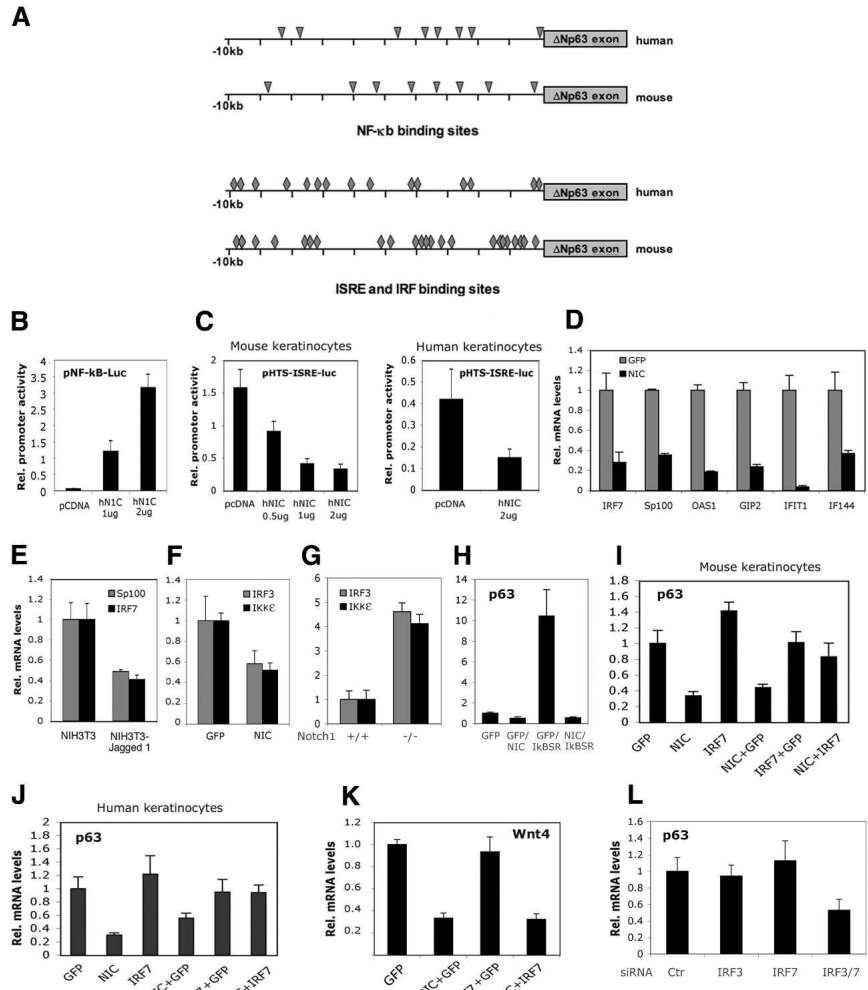 A
-10kb
ΔNp63 exon
human
-10kb
ΔNp63 exon
mouse
NF-κb binding sites
-10kb
ΔNp63 exon
human
-10kb
ΔNp63 exon
mouse
ISRE and IRF binding sites
B
pNF-kB-Luc
Rel. promoter activity
4
3.5
3
2.5
2
1.5
1
0.5
0
pCDNA
hN1C 1ug
hN1C 2ug
C
Mouse keratinocytes
pHTS-ISRE-luc
Rel. promoter activity
2
1.5
1
0.5
0
pcDNA
hNIC 0.5ug
hNIC 1ug
hNIC 2ug
Human keratinocytes
pHTS-ISRE-luc
Rel. promotor activity
0.6
0.5
0.4
0.3
0.2
0.1
0
pcDNA
hNIC 2ug
D
GFP
NIC
Rel. mRNA levels
1.4
1.2
1
0.8
0.6
0.4
0.2
0
IRF7
Sp100
OAS1
GIP2
IFIT1
IF144
E
Sp100
IRF7
Rel. mRNA levels
1.4
1.2
1
0.8
0.6
0.4
0.2
0
NIH3T3
NIH3T3-Jagged 1
F
IRF3
IKKε
1.4
1.2
1
0.8
0.6
0.4
0.2
0
GFP
NIC
G
IRF3
IKKε
6
5
4
3
2
1
0
Notch1
+/+
-/-
H
p63
14
12
10
8
6
4
2
0
GFP
GFP/NIC
GFP/IkBSR
NIC/IkBSR
I
Mouse keratinocytes
p63
Rel. mRNA levels
1.8
1.6
1.4
1.2
1
0.8
0.6
0.4
0.2
0
GFP
NIC
IRF7
NIC+GFP
IRF7+GFP
NIC+IRF7
J
Human keratinocytes
p63
Rel. mRNA levels
2
1.8
1.6
1.4
1.2
1
0.8
0.6
0.4
0.2
0
GFP
NIC
IRF7
NIC+GFP
7+GFP
C+IRF7
K
Wnt4
Rel. mRNA levels
1.2
1.0
0.8
0.6
0.4
0.2
GFP
NIC+GFP
7+GFP
C+IRF7
L
p63
Rel. mRNA levels
1.6
1.4
1.2
1
0.8
0.6
0.4
0.2
0
siRNA
Ctr
IRF3
IRF7
IRF3/7